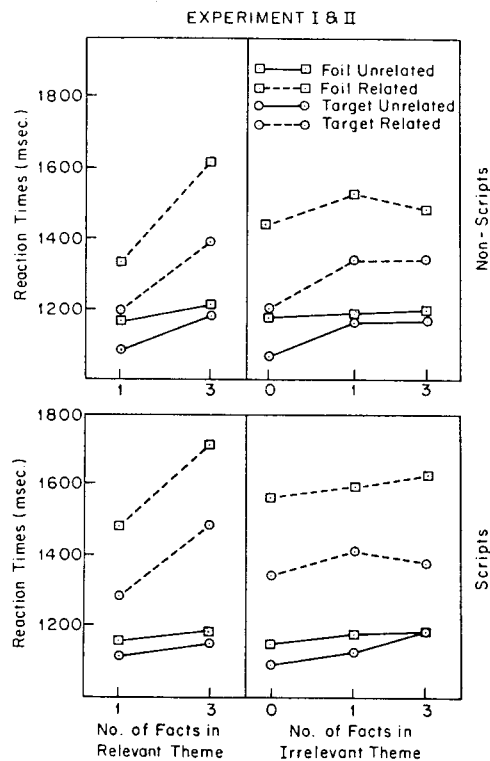 EXPERIMENT I & II
Foil Unrelated
Foil Related
Target Unrelated
Target Related
Reaction Times (msec.)
1800
1600
1400
1200
1 3
0 1 3
Non-Scripts
Reaction Times (msec.)
1800
1600
1400
1200
1 3
0 1 3
Scripts
No. of Facts in
Relevant Theme
No. of Facts in
Irrelevant Theme